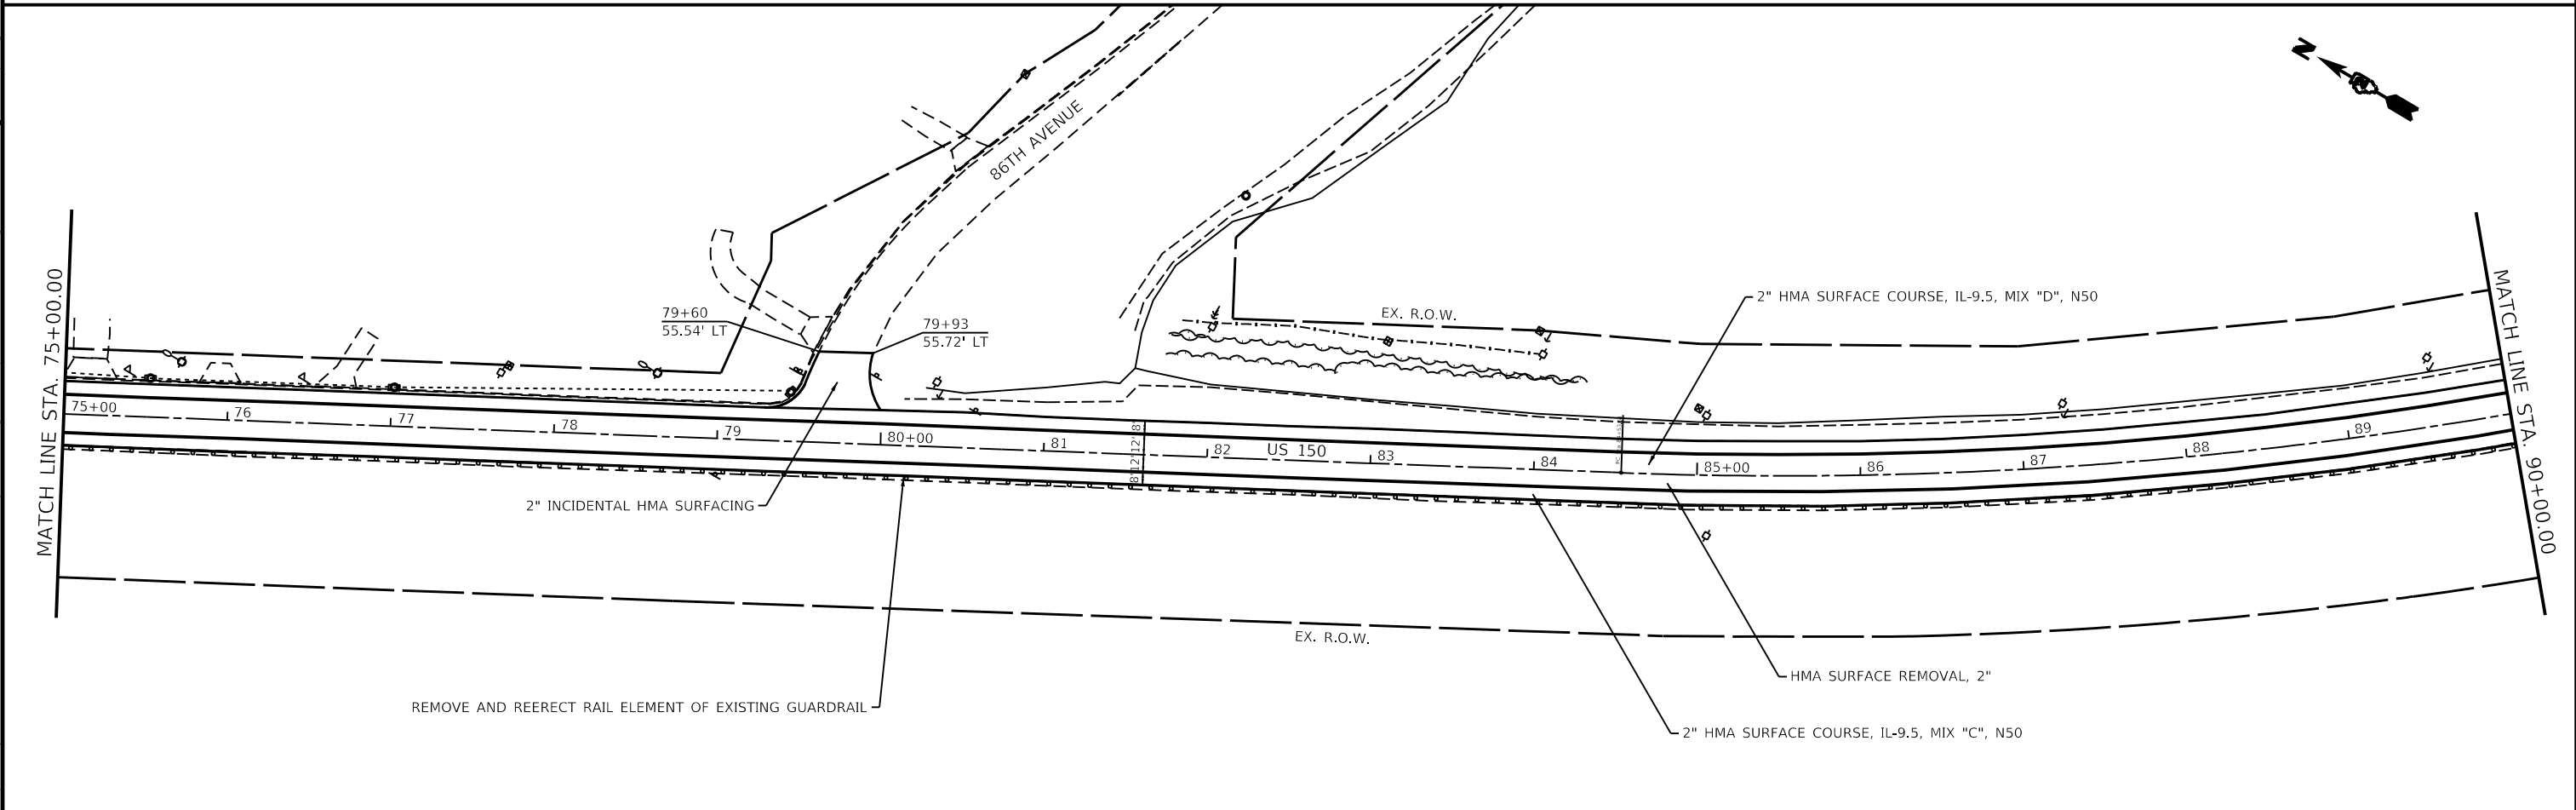 N
86TH AVENUE
MATCH LINE STA. 75+00.00
MATCH LINE STA. 90+00.00
79+60
55.54' LT
79+93
55.72' LT
EX. R.O.W.
2" HMA SURFACE COURSE, IL-9.5, MIX "D", N50
75+00
76
77
78
79
80+00
81
82
US 150
83
84
85+00
86
87
88
89
8'12'12'8'
2" INCIDENTAL HMA SURFACING
EX. R.O.W.
HMA SURFACE REMOVAL, 2"
REMOVE AND REERECT RAIL ELEMENT OF EXISTING GUARDRAIL
2" HMA SURFACE COURSE, IL-9.5, MIX "C", N50